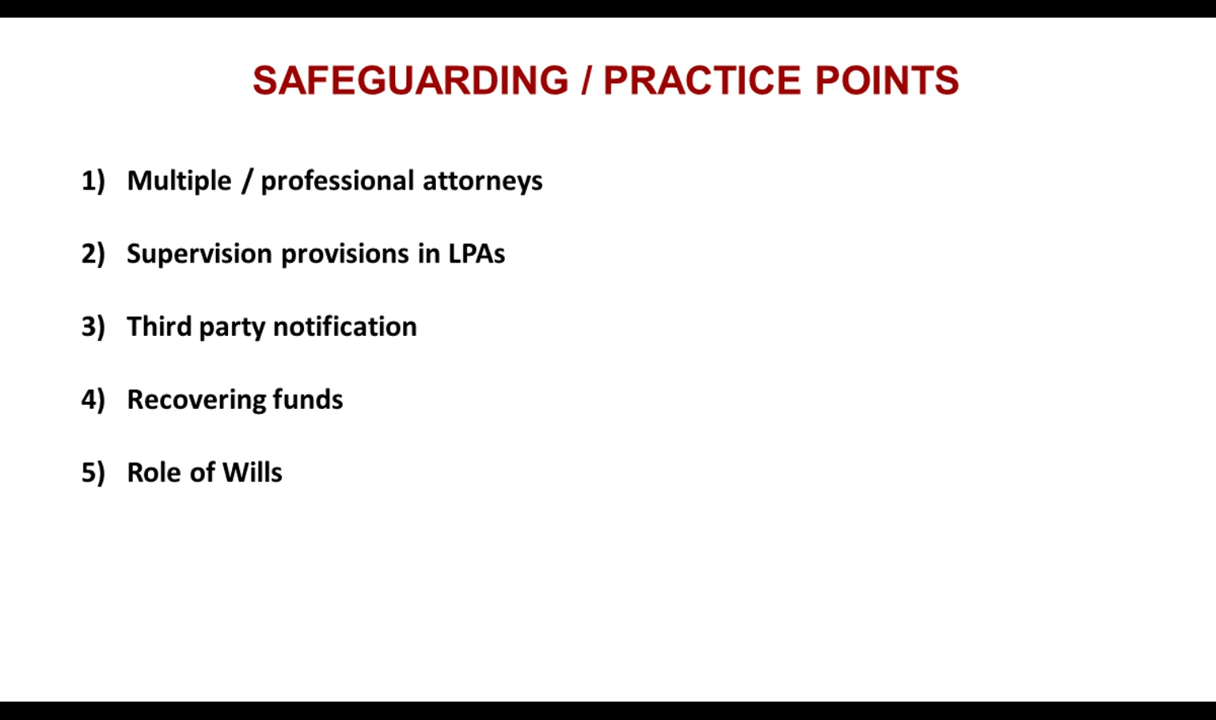 SAFEGUARDING / PRACTICE POINTS
1) Multiple / professional attorneys
2) Supervision provisions in LPAs
3) Third party notification
4) Recovering funds
5) Role of Wills